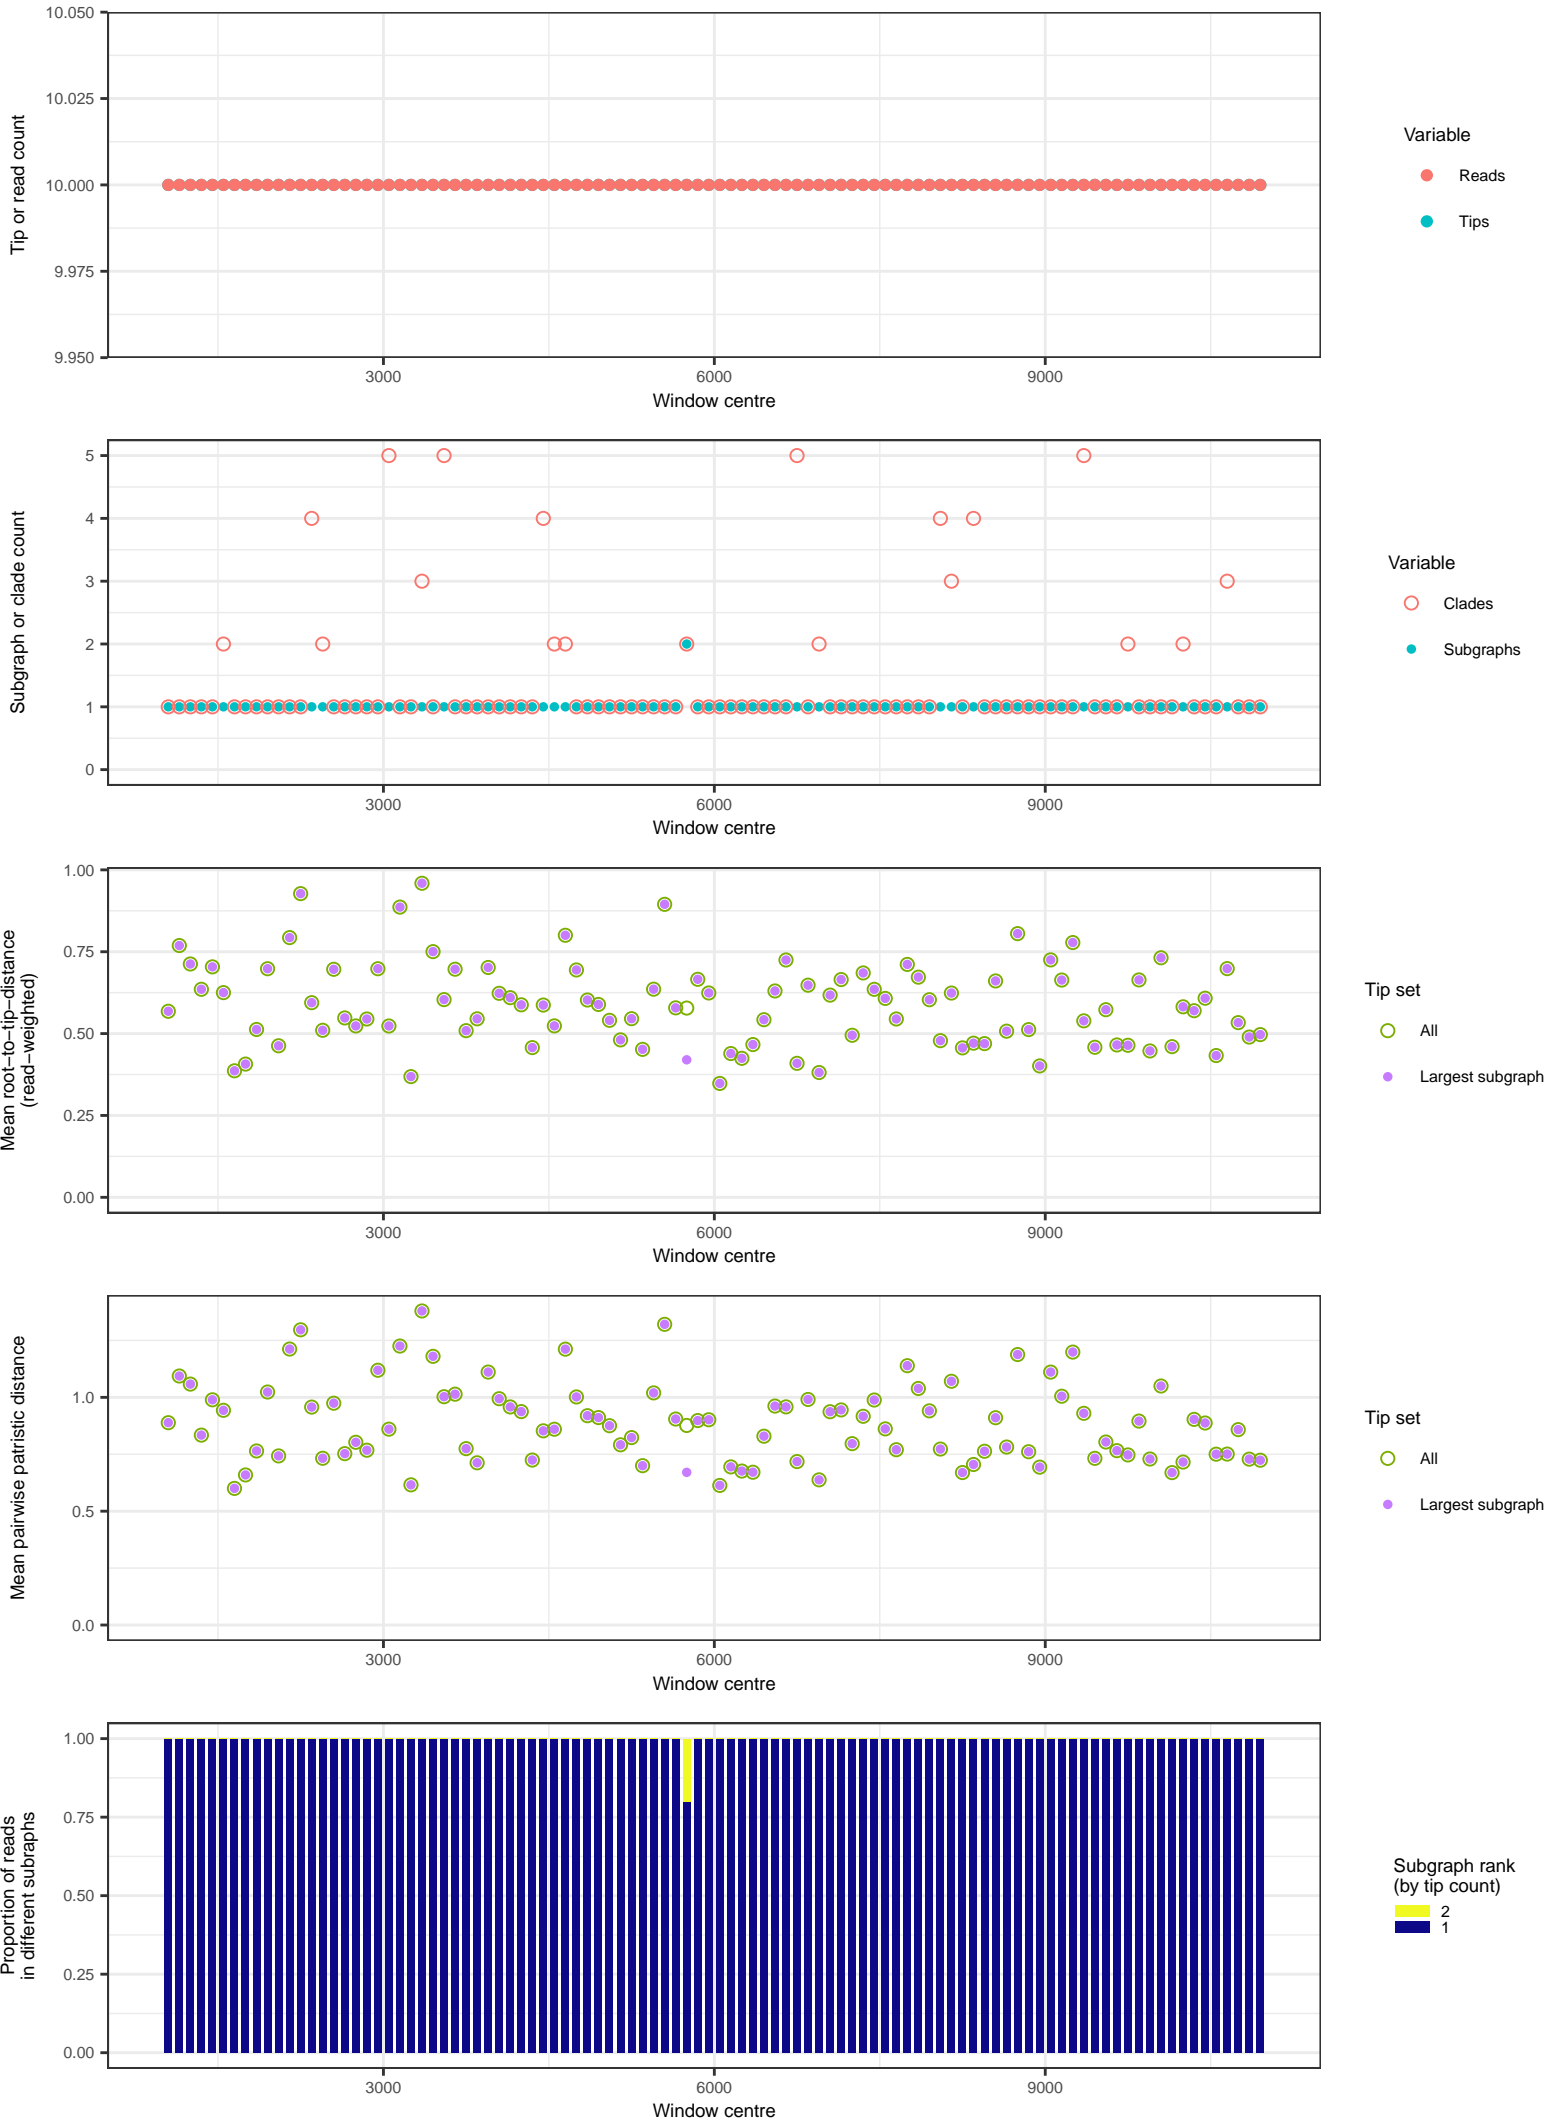 10.050
10.025
10.000
9.975
9.950
Tip or read count
3000 6000 9000
Window centre
Variable
Reads
Tips
5
4
3
2
1
0
Subgraph or clade count
3000 6000 9000
Window centre
Variable
Clades
Subgraphs
1.00
0.75
0.50
0.25
0.00
Mean root−to−tip−distance
(read−weighted)
3000 6000 9000
Window centre
Tip set
All
Largest subgraph
1.0
0.5
0.0
Mean pairwise patristic distance
3000 6000 9000
Window centre
Tip set
All
Largest subgraph
1.00
0.75
0.50
0.25
0.00
Proportion of reads
in different subraphs
3000 6000 9000
Window centre
Subgraph rank
(by tip count)
2
1